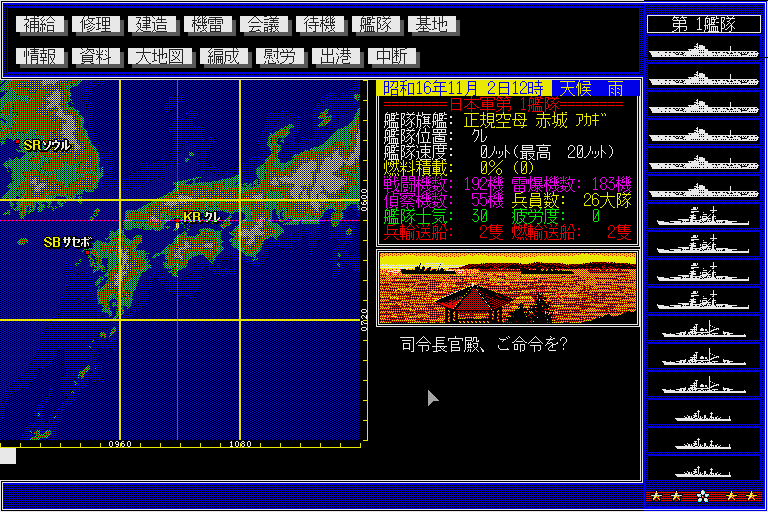 補給 修理 建造 機雷 会議 待機 艦隊 基地
情報 資料 大地図 編成 慰労 出港 中断
第 1艦隊
昭和16年11月 2日12時 天候 雨
========日本軍第 1艦隊========
艦隊旗艦: 正規空母 赤城 ｱｶｷﾞ
艦隊位置: ｸﾚ
艦隊速度: 0ﾉｯﾄ(最高 20ﾉｯﾄ)
燃料積載: 0% (0)
戦闘機数: 192機 雷爆機数: 183機
偵察機数: 55機 兵員数: 26大隊
艦隊士気: 30 疲労度: 0
兵輸送船: 2隻 燃輸送船: 2隻
SRソウル
KRクレ
SBサセボ
0600
0720
0960
1080
司令長官殿、ご命令を?